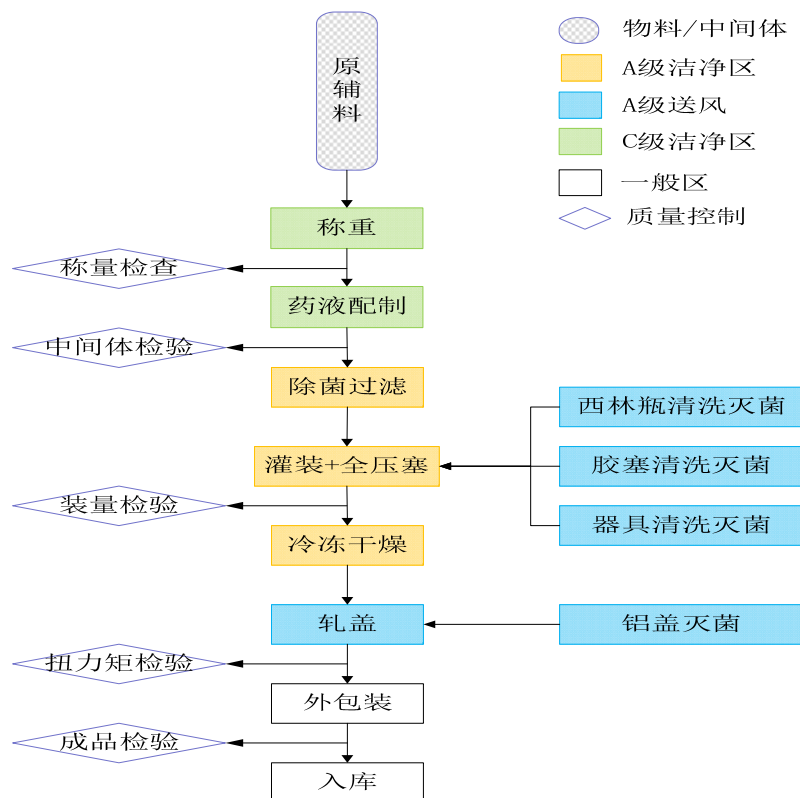 原辅料
物料/中间体
A级洁净区
A级送风
C级洁净区
一般区
质量控制
称重
称量检查
药液配制
中间体检验
除菌过滤
西林瓶清洗灭菌
灌装+全压塞
胶塞清洗灭菌
装量检验
器具清洗灭菌
冷冻干燥
轧盖
铝盖灭菌
扭力矩检验
外包装
成品检验
入库